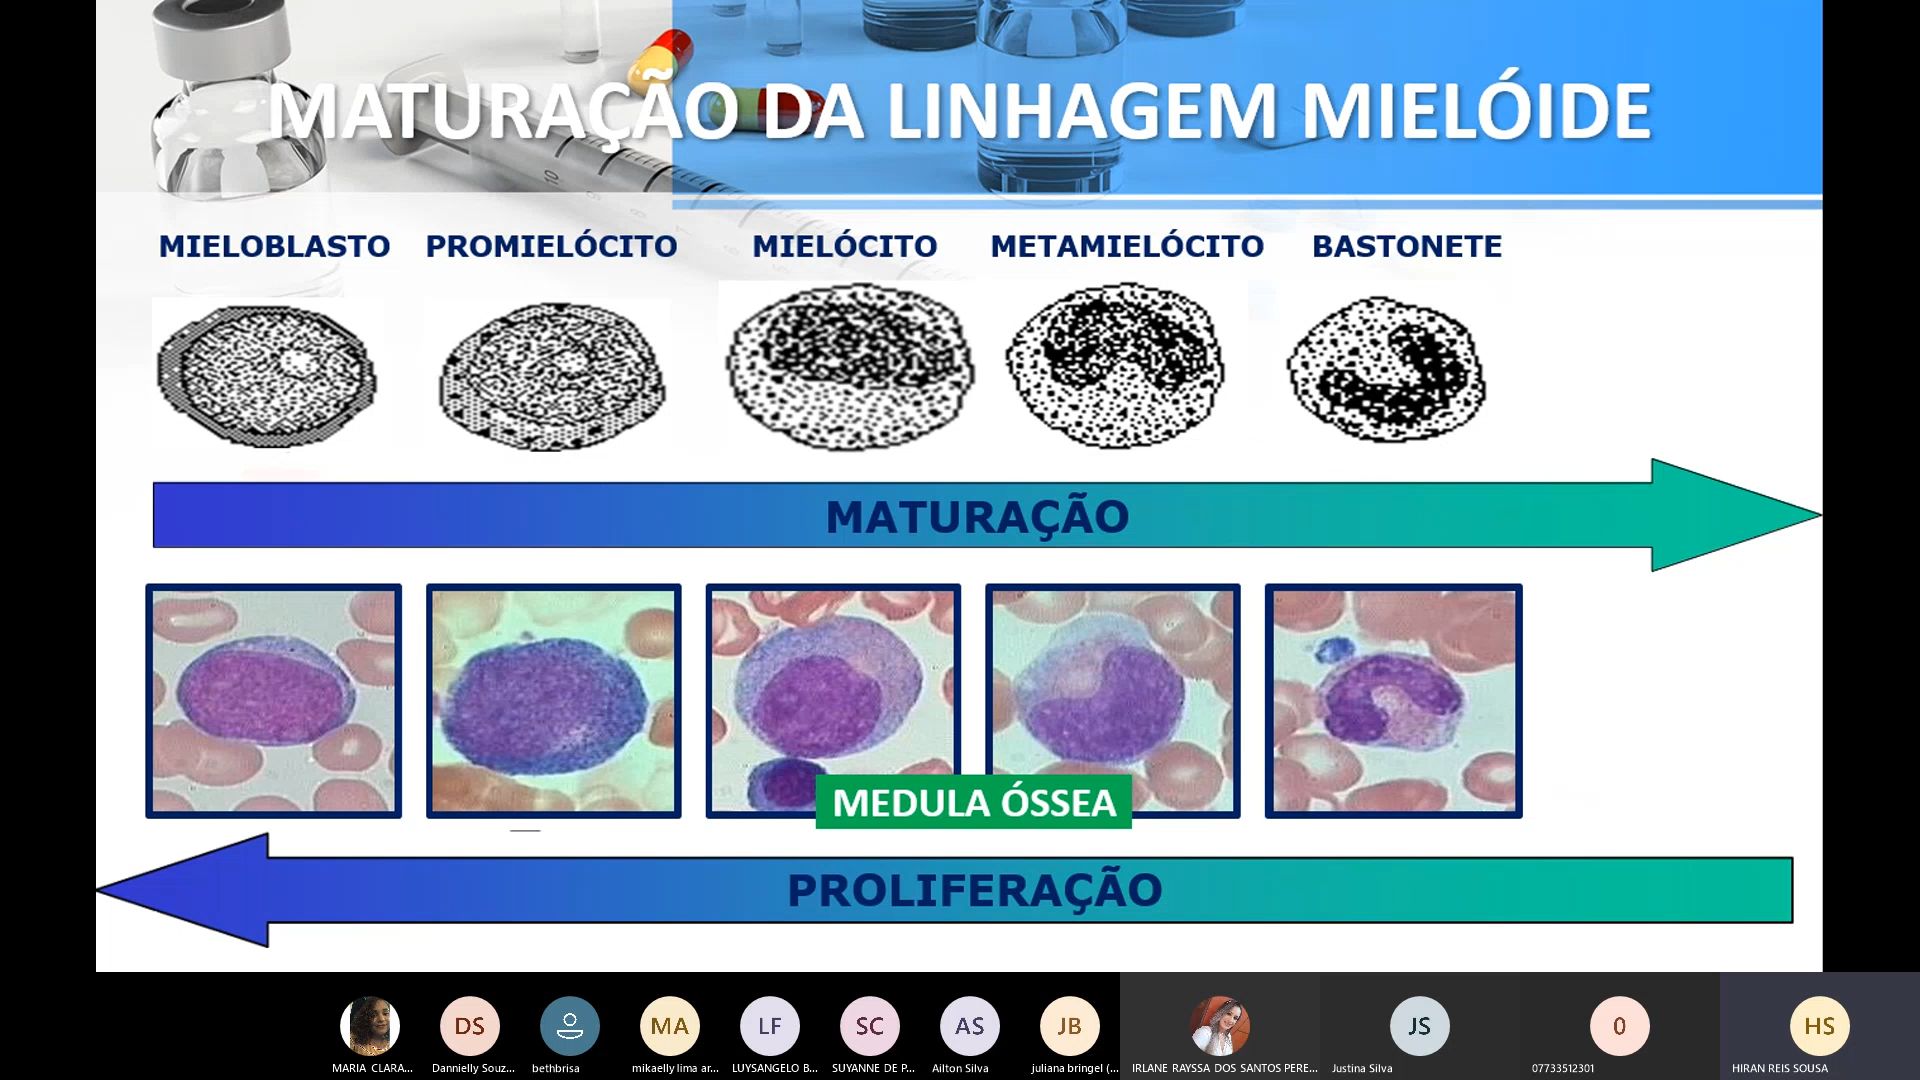 MATURAÇÃO DA LINHAGEM MIELÓIDE
MIELOBLASTO PROMIELÓCITO MIELÓCITO METAMIELÓCITO BASTONETE
MATURAÇÃO
MEDULA ÓSSEA
PROLIFERAÇÃO
DS MA LF SC AS JB JS 0 HS
MARIA CLARA... Dannielly Souz... bethbrisa mikaelly lima ar... LUYSANGELO B... SUYANNE DE P... Ailton Silva juliana bringel (... IRLANE RAYSSA DOS SANTOS PERE... Justina Silva 07733512301 HIRAN REIS SOUSA